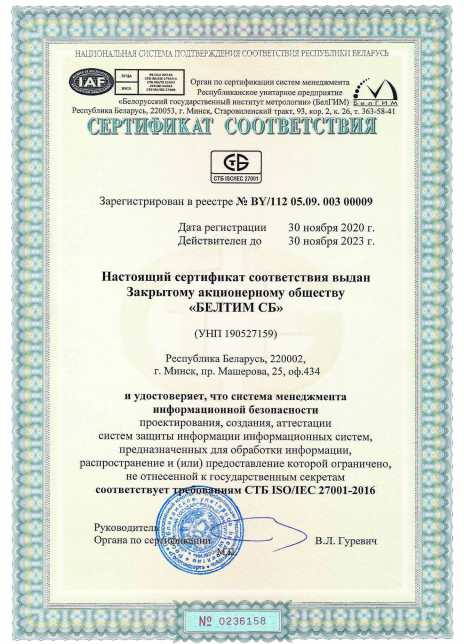 НАЦИОНАЛЬНАЯ СИСТЕМА ПОДТВЕРЖДЕНИЯ СООТВЕТСТВИЯ РЕСПУБЛИКИ БЕЛАРУСЬ
IAF
Орган по сертификации систем менеджмента
Республиканское унитарное предприятие
«Белорусский государственный институт метрологии» (БелГИМ)
БелГИМ
Республика Беларусь, 220053, г. Минск, Старовиленский тракт, 93, кор. 2, к. 26, т. 363-58-41
СЕРТИФИКАТ СООТВЕТСТВИЯ
СТБ
СТБ ISO/IEC 27001
Зарегистрирован в реестре № BY/112 05.09. 003 00009
Дата регистрации 30 ноября 2020 г.
Действителен до 30 ноября 2023 г.
Настоящий сертификат соответствия выдан
Закрытому акционерному обществу
«БЕЛТИМ СБ»
(УНП 190527159)
Республика Беларусь, 220002,
г. Минск, пр. Машерова, 25, оф.434
и удостоверяет, что система менеджмента
информационной безопасности
проектирования, создания, аттестации
систем защиты информации информационных систем,
предназначенных для обработки информации,
распространение и (или) предоставление которой ограничено,
не отнесенной к государственным секретам
соответствует требованиям СТБ ISO/IEC 27001-2016
Руководитель
Органа по сертификации В.Л. Гуревич
М.П.
№ 0236158